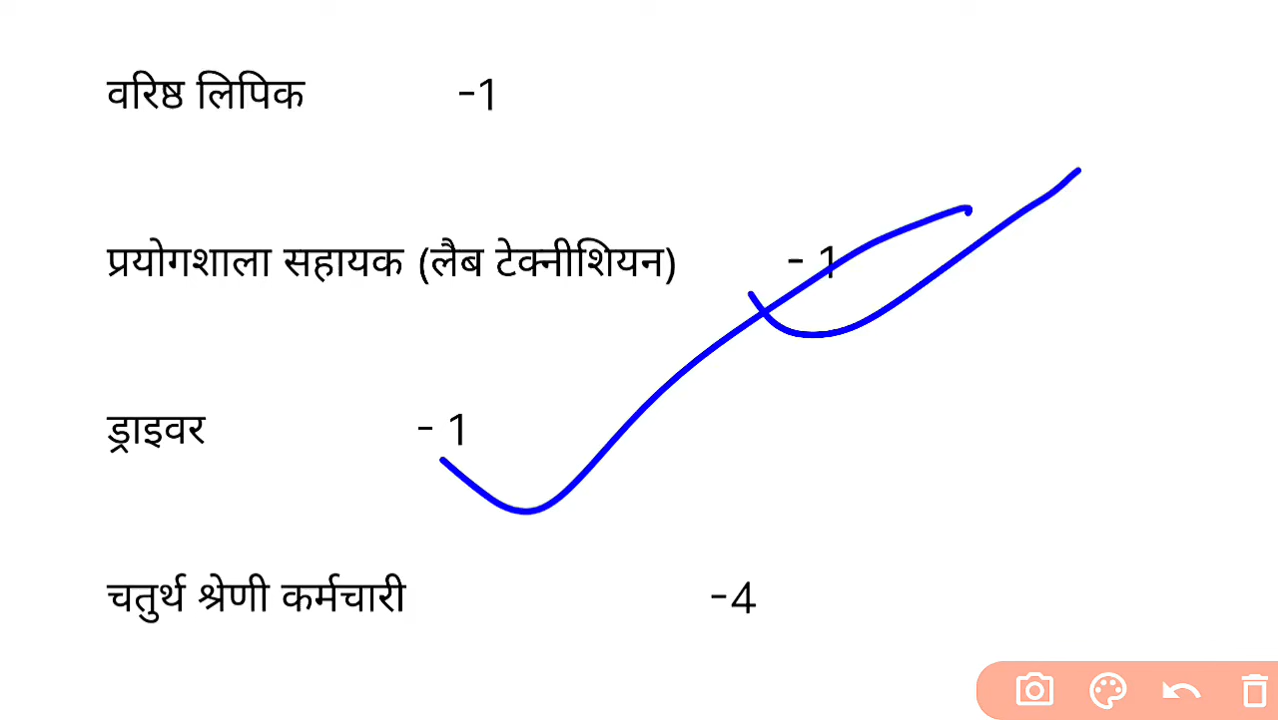 वरिष्ठ लिपिक -1
प्रयोगशाला सहायक (लैब टेक्नीशियन) - 1
ड्राइवर - 1
चतुर्थ श्रेणी कर्मचारी -4